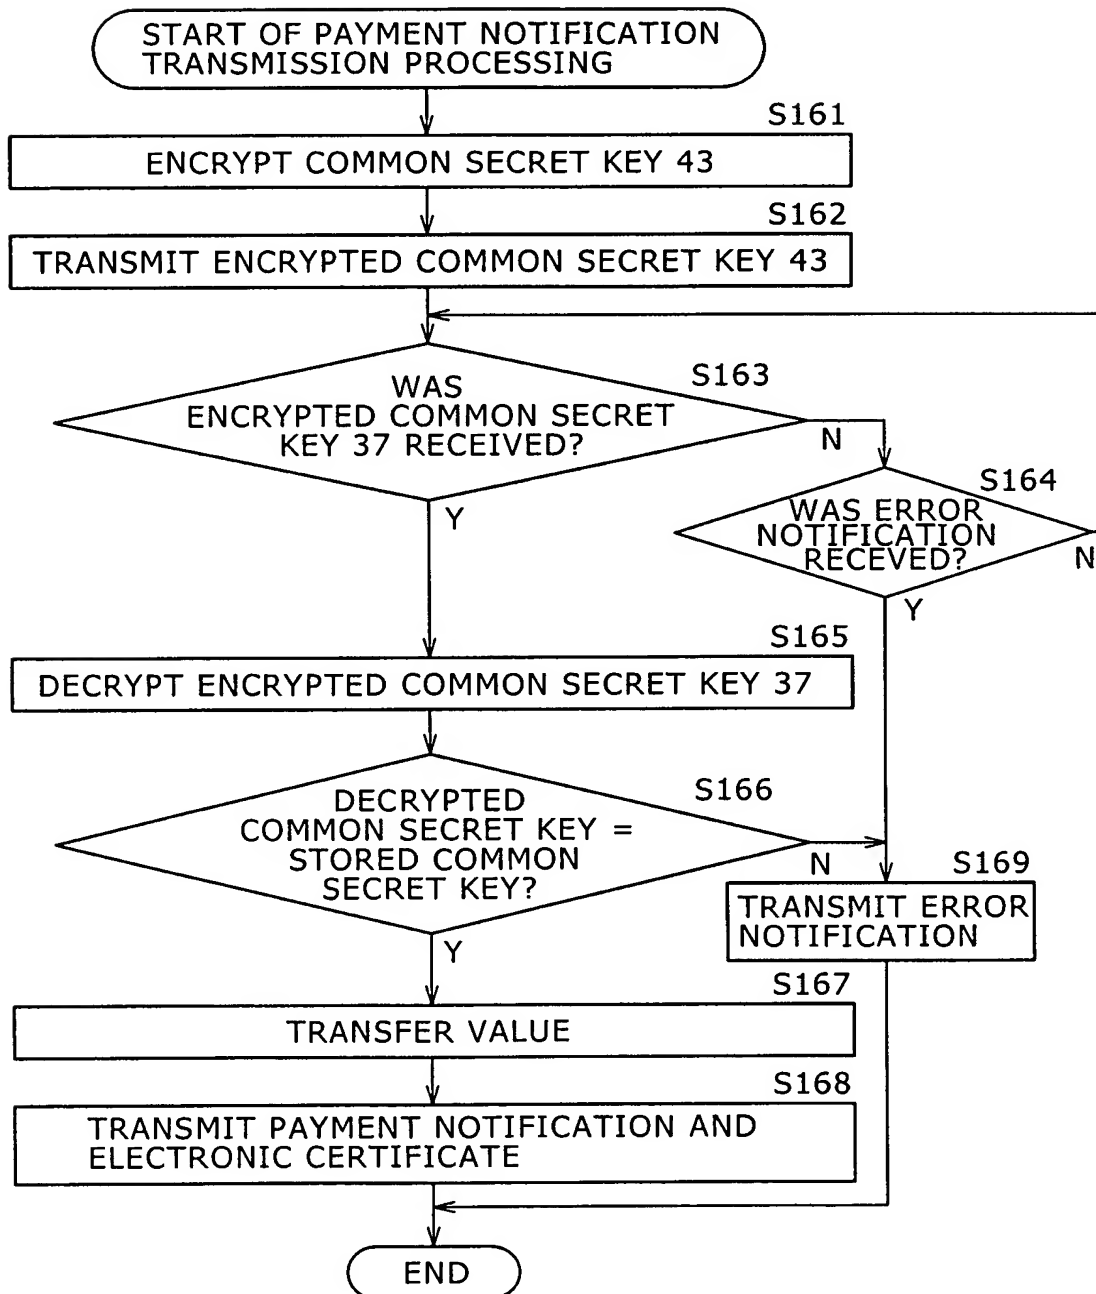 START OF PAYMENT NOTIFICATION
TRANSMISSION PROCESSING
S161
ENCRYPT COMMON SECRET KEY 43
S162
TRANSMIT ENCRYPTED COMMON SECRET KEY 43
S163
WAS
ENCRYPTED COMMON SECRET
KEY 37 RECEIVED?
N
Y
S164
WAS ERROR
NOTIFICATION
RECEVED?
N
Y
S165
DECRYPT ENCRYPTED COMMON SECRET KEY 37
S166
DECRYPTED
COMMON SECRET KEY =
STORED COMMON
SECRET KEY?
N
Y
S169
TRANSMIT ERROR
NOTIFICATION
S167
TRANSFER VALUE
S168
TRANSMIT PAYMENT NOTIFICATION AND
ELECTRONIC CERTIFICATE
END